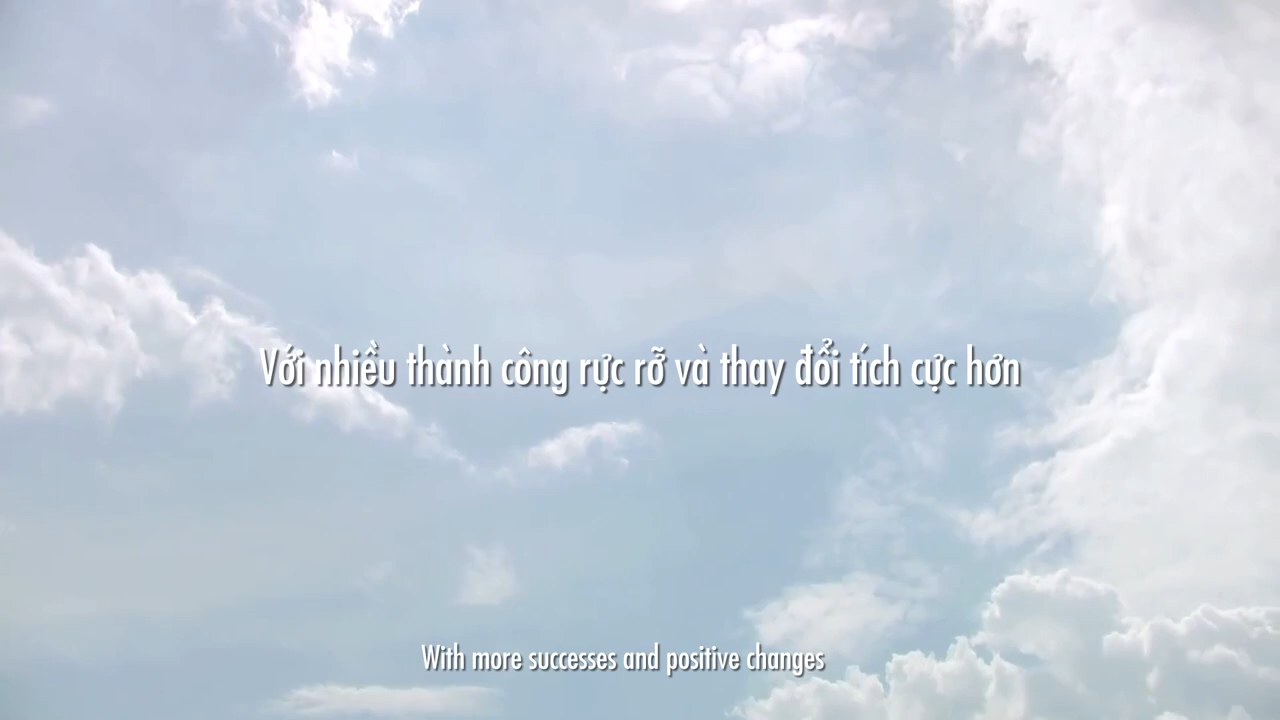 Với nhiều thành công rực rỡ và thay đổi tích cực hơn
With more successes and positive changes